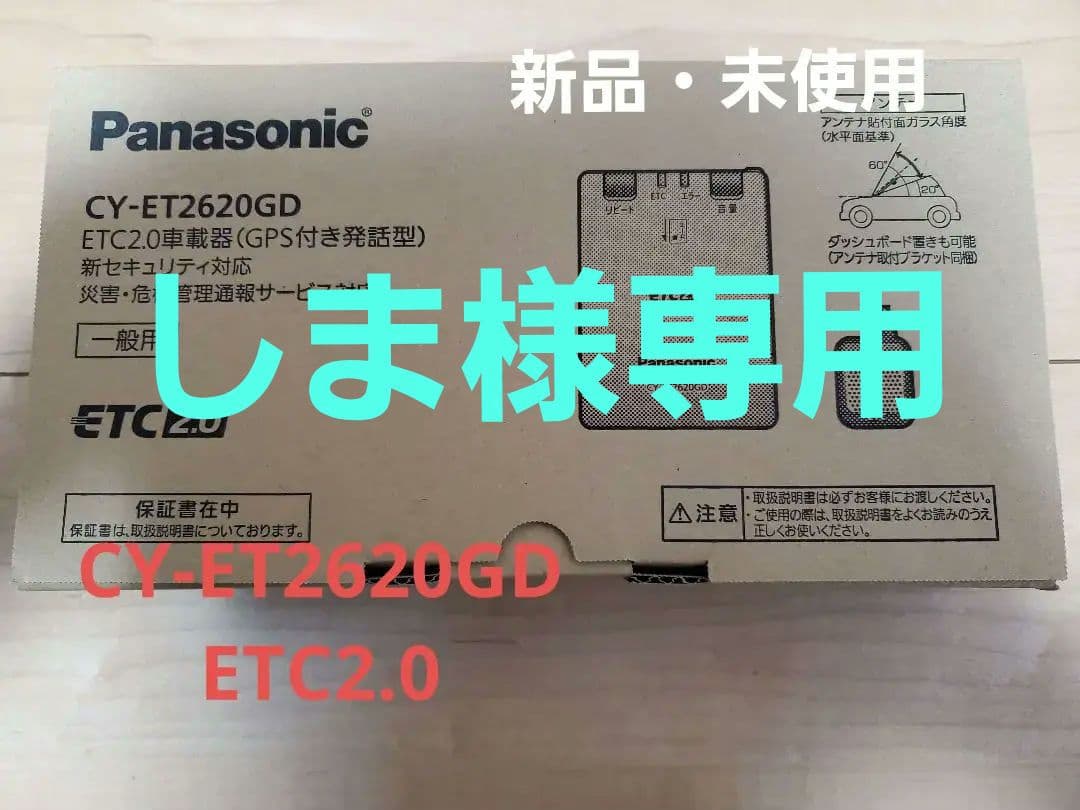 新品・未使用
Panasonic®
アンテナ貼付面ガラス角度
(水平面基準)
60°
20°
CY-ET2620GD
ETC2.0車載器(GPS付き発話型)
新セキュリティ対応
災害・危機管理通報サービス対応
一般用
リピート
ETC
エラー
音量
ダッシュボード置きも可能
(アンテナ取付ブラケット同梱)
しま様専用
Panasonic
CY-ET2620GD
ETC2.0
保証書在中
保証書は、取扱説明書についております。
注意
・取扱説明書は必ずお客様にお渡しください。
・ご使用の際は、取扱説明書をよくお読みのうえ
正しくお使いください。
CY-ET2620GD
ETC2.0